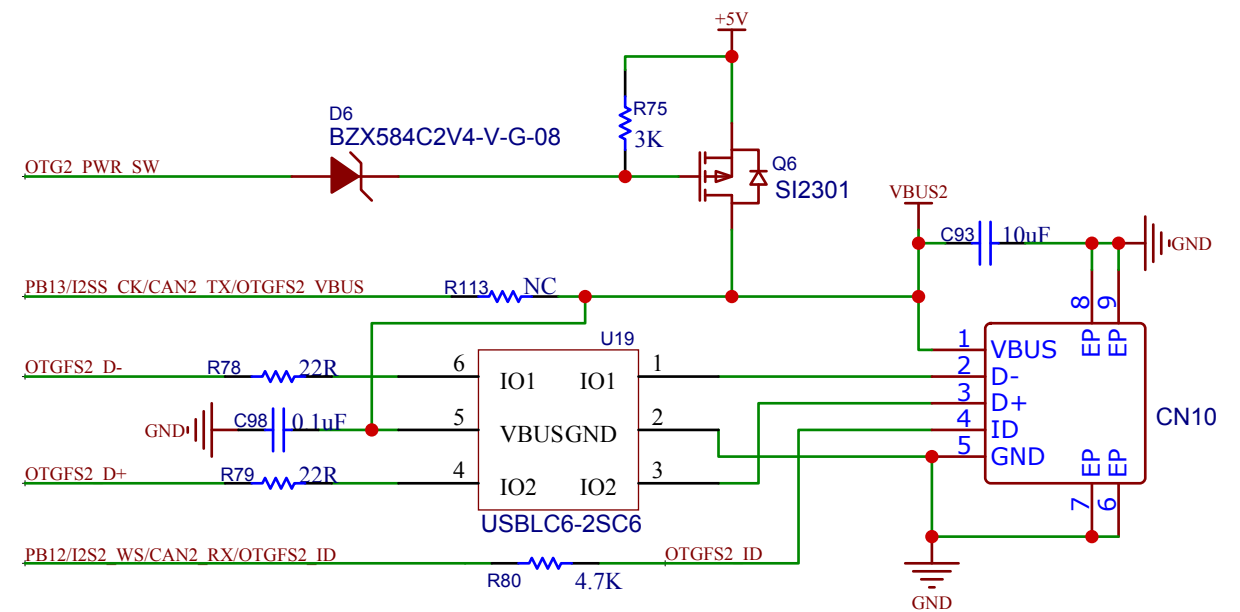 +5V
D6
BZX584C2V4-V-G-08
R75
3K
OTG2_PWR_SW
Q6
SI2301
VBUS2
C93 10uF
GND
PB13/I2SS_CK/CAN2_TX/OTGFS2_VBUS
R113 NC
8 9
EP EP
U19
1 VBUS
OTGFS2_D-
R78 22R
6 IO1 IO1 1
2 D-
3 D+
CN10
GND
C98 0.1uF
5 VBUS GND 2
4 ID
5 GND
OTGFS2_D+
R79 22R
4 IO2 IO2 3
EP EP
7 6
USBLC6-2SC6
PB12/I2S2_WS/CAN2_RX/OTGFS2_ID
R80 4.7K
OTGFS2_ID
GND